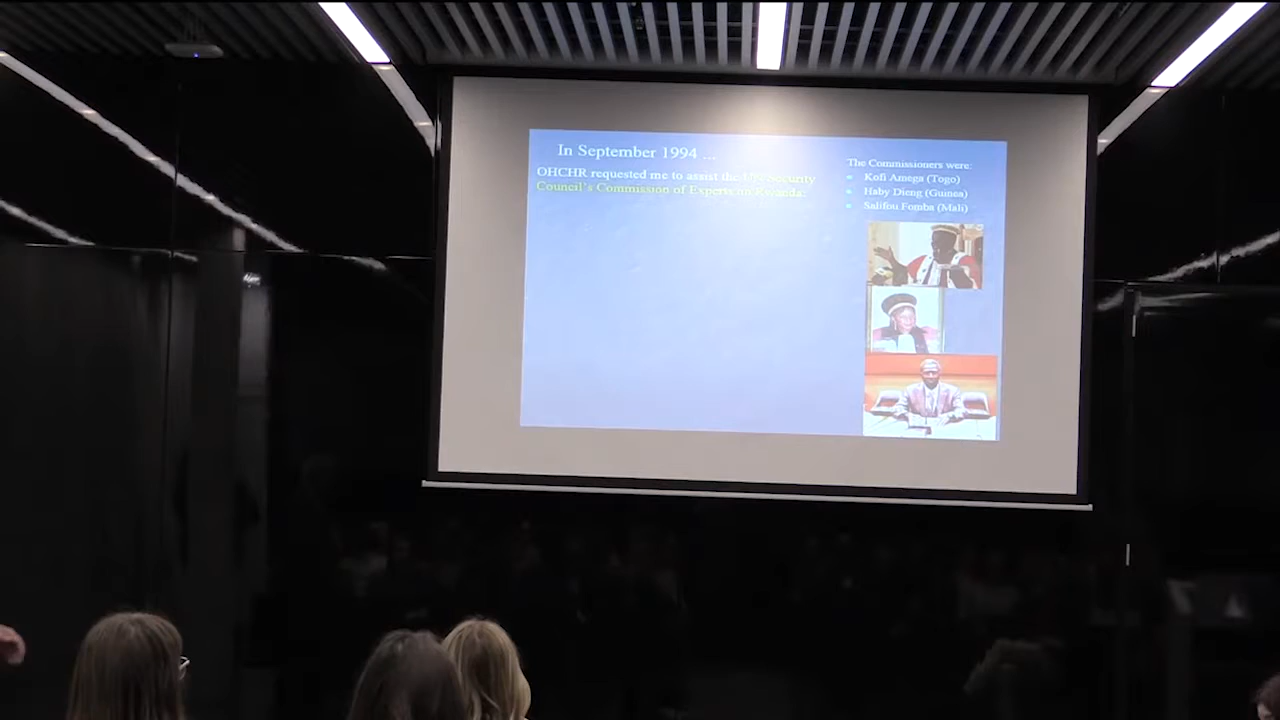 In September 1994 ...
OHCHR requested me to assist the UN Security
Council's Commission of Experts on Rwanda:
The Commissioners were:
Kofi Amega (Togo)
Haby Dieng (Guinea)
Salifou Fomba (Mali)